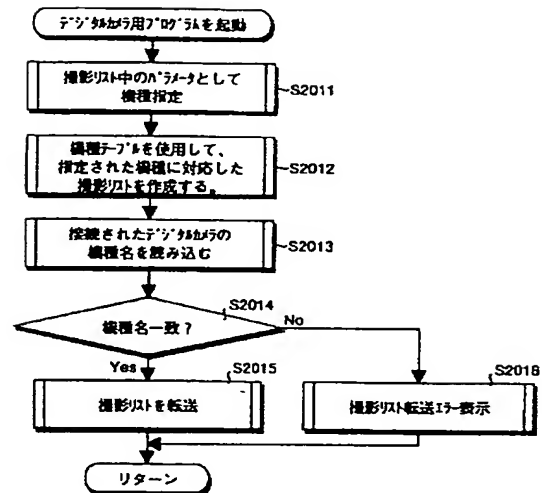 デジタルカメラ用プログラムを起動
撮影リスト中のパラメータとして
機種指定
S2011
機種テーブルを使用して、
指定された機種に対応した
撮影リストを作成する。
S2012
接続されたデジタルカメラの
機種名を読み込む
S2013
機種名一致？
S2014
No
Yes
S2015
撮影リストを転送
S2016
撮影リスト転送エラー表示
リターン